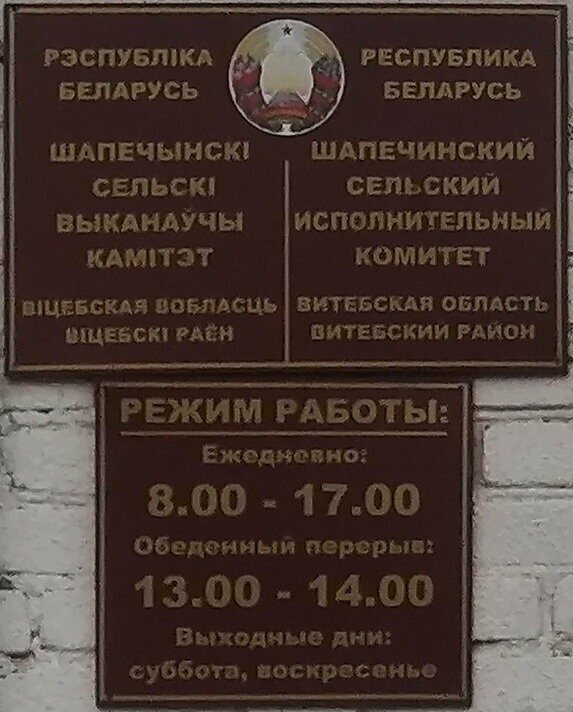 РЭСПУБЛІКА
БЕЛАРУСЬ
ШАПЕЧЫНСКІ
СЕЛЬСКІ
ВЫКАНАЎЧЫ
КАМІТЭТ
ВІЦЕБСКАЯ ВОБЛАСЦЬ
ВІЦЕБСКІ РАЁН
РЕСПУБЛИКА
БЕЛАРУСЬ
ШАПЕЧИНСКИЙ
СЕЛЬСКИЙ
ИСПОЛНИТЕЛЬНЫЙ
КОМИТЕТ
ВИТЕБСКАЯ ОБЛАСТЬ
ВИТЕБСКИЙ РАЙОН
РЕЖИМ РАБОТЫ:
Ежедневно:
8.00 - 17.00
Обеденный перерыв:
13.00 - 14.00
Выходные дни:
суббота, воскресенье